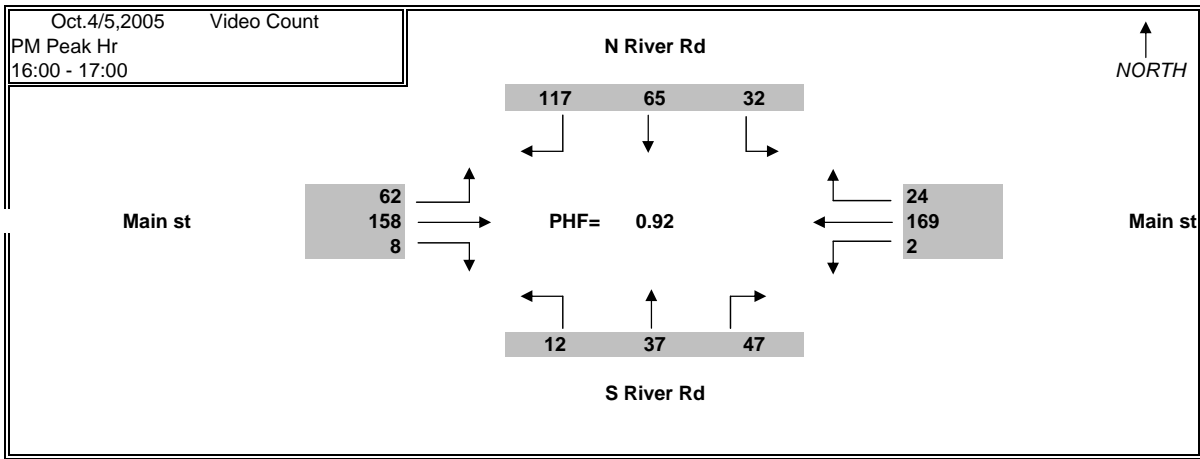 Oct.4/5,2005 Video Count
PM Peak Hr
16:00 - 17:00
N River Rd
NORTH
117 65 32
62
158
8
Main st
PHF= 0.92
24
169
2
Main st
12 37 47
S River Rd